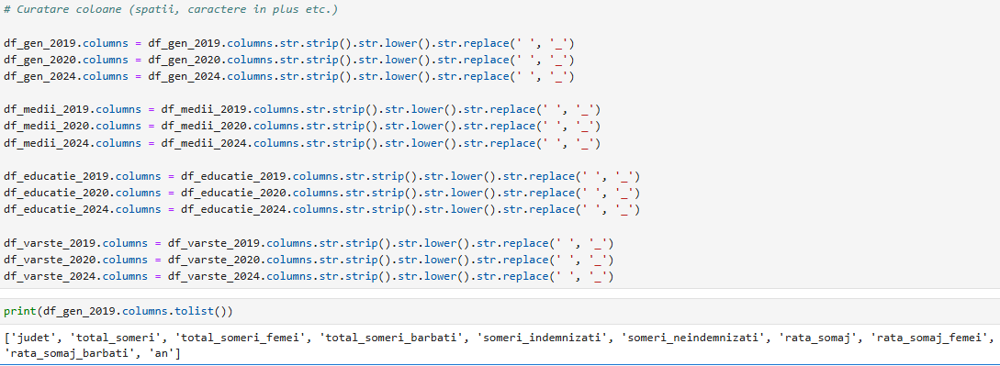 # Curatare coloane (spatii, caractere in plus etc.)
df_gen_2019.columns = df_gen_2019.columns.str.strip().str.lower().str.replace(' ', '_')
df_gen_2020.columns = df_gen_2020.columns.str.strip().str.lower().str.replace(' ', '_')
df_gen_2024.columns = df_gen_2024.columns.str.strip().str.lower().str.replace(' ', '_')
df_medii_2019.columns = df_medii_2019.columns.str.strip().str.lower().str.replace(' ', '_')
df_medii_2020.columns = df_medii_2020.columns.str.strip().str.lower().str.replace(' ', '_')
df_medii_2024.columns = df_medii_2024.columns.str.strip().str.lower().str.replace(' ', '_')
df_educatie_2019.columns = df_educatie_2019.columns.str.strip().str.lower().str.replace(' ', '_')
df_educatie_2020.columns = df_educatie_2020.columns.str.strip().str.lower().str.replace(' ', '_')
df_educatie_2024.columns = df_educatie_2024.columns.str.strip().str.lower().str.replace(' ', '_')
df_varste_2019.columns = df_varste_2019.columns.str.strip().str.lower().str.replace(' ', '_')
df_varste_2020.columns = df_varste_2020.columns.str.strip().str.lower().str.replace(' ', '_')
df_varste_2024.columns = df_varste_2024.columns.str.strip().str.lower().str.replace(' ', '_')
print(df_gen_2019.columns.tolist())
['judet', 'total_someri', 'total_someri_femei', 'total_someri_barbati', 'someri_indemnizati', 'someri_neindemnizati', 'rata_somaj', 'rata_somaj_femei',
'rata_somaj_barbati', 'an']